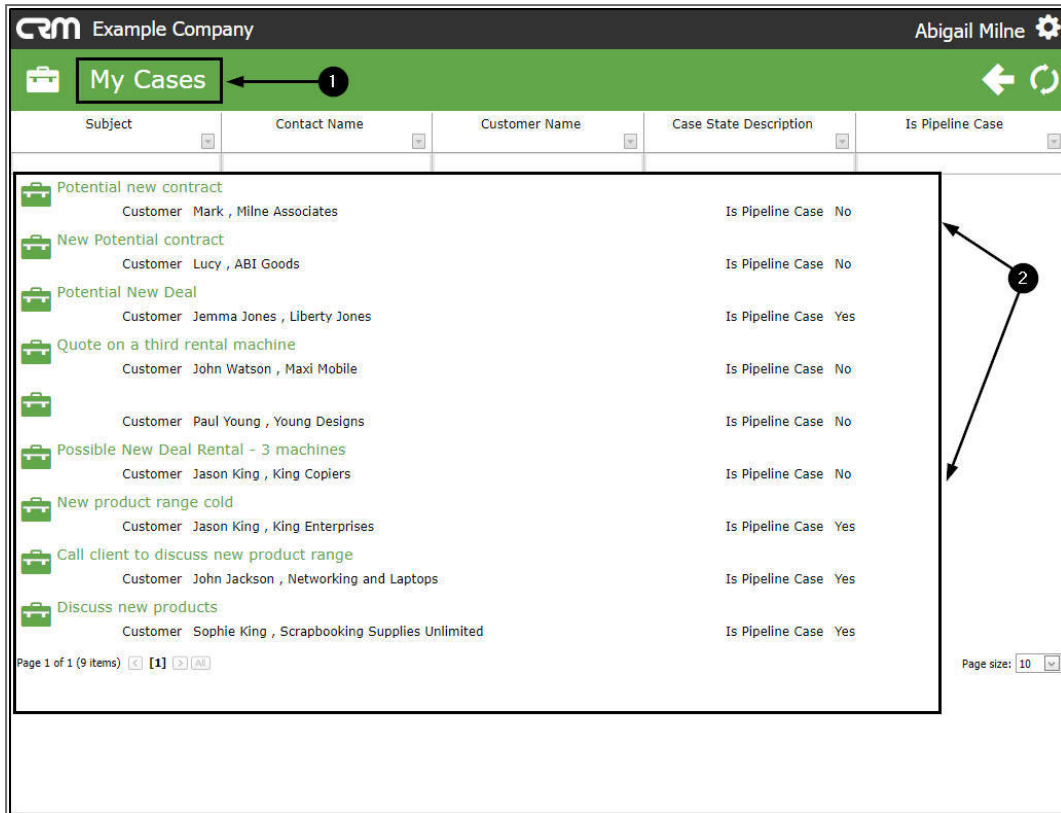 CRM Example Company Abigail Milne
My Cases 1
Subject Contact Name Customer Name Case State Description Is Pipeline Case
Potential new contract
Customer Mark , Milne Associates Is Pipeline Case No
New Potential contract
Customer Lucy , ABI Goods Is Pipeline Case No
2
Potential New Deal
Customer Jemma Jones , Liberty Jones Is Pipeline Case Yes
Quote on a third rental machine
Customer John Watson , Maxi Mobile Is Pipeline Case No
Customer Paul Young , Young Designs Is Pipeline Case No
Possible New Deal Rental - 3 machines
Customer Jason King , King Copiers Is Pipeline Case No
New product range cold
Customer Jason King , King Enterprises Is Pipeline Case Yes
Call client to discuss new product range
Customer John Jackson , Networking and Laptops Is Pipeline Case Yes
Discuss new products
Customer Sophie King , Scrapbooking Supplies Unlimited Is Pipeline Case Yes
Page 1 of 1 (9 items) < [1] > All Page size: 10